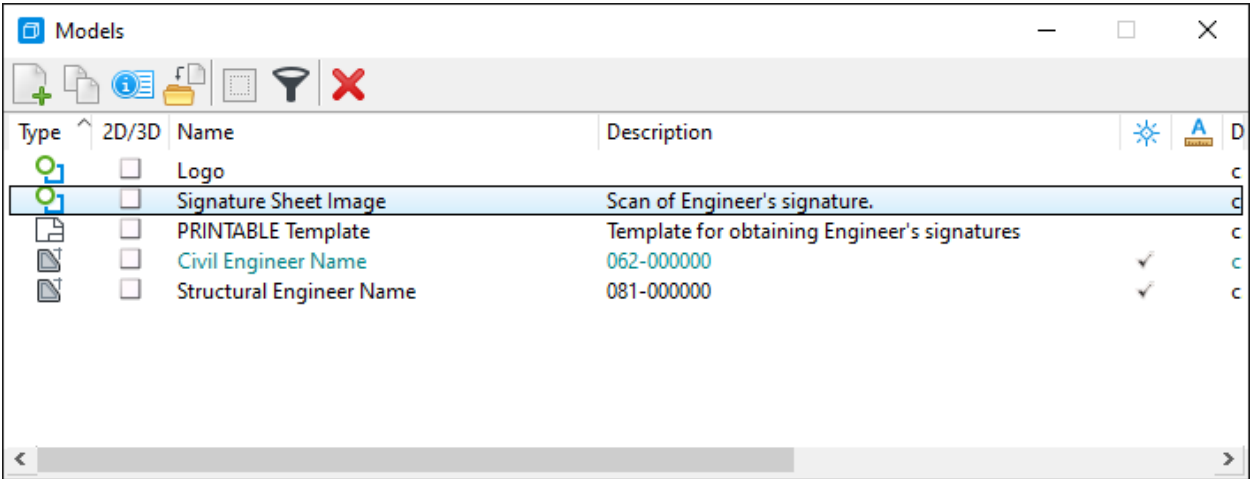 Models
Type 2D/3D Name Description A D
Logo c
Signature Sheet Image Scan of Engineer's signature. c
PRINTABLE Template Template for obtaining Engineer's signatures c
Civil Engineer Name 062-000000 c
Structural Engineer Name 081-000000 c